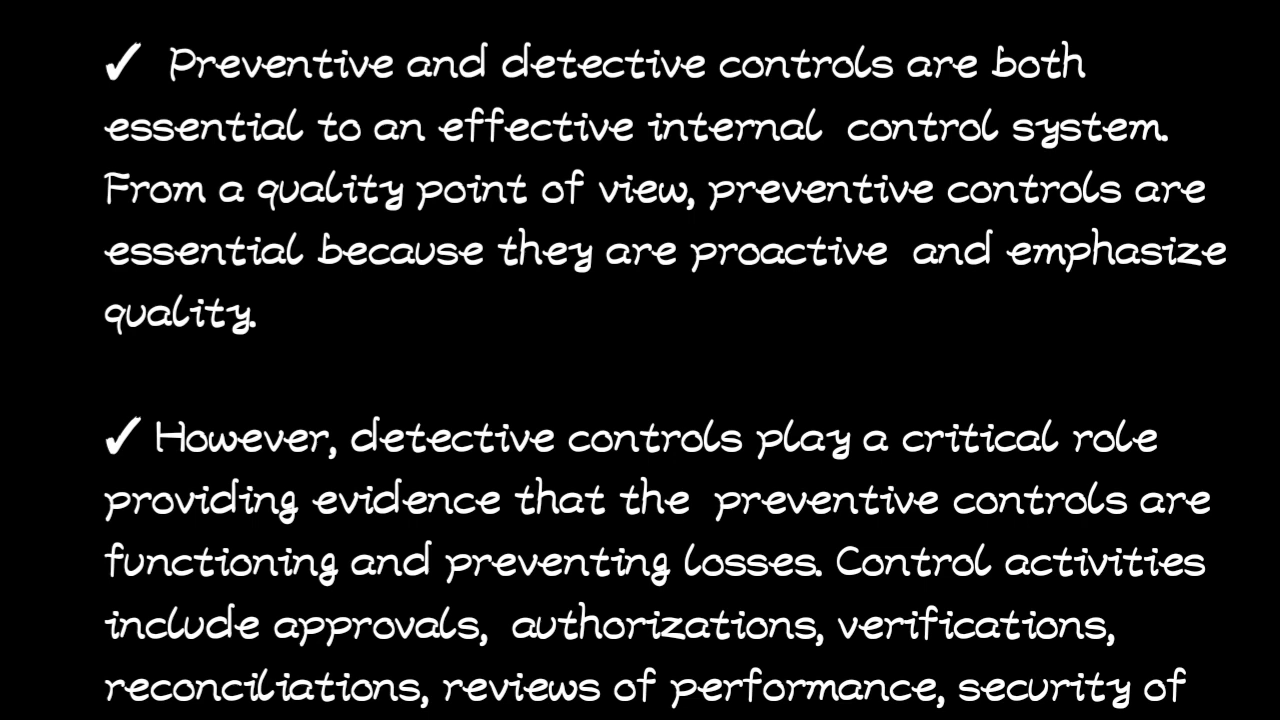 ✓ Preventive and detective controls are both
essential to an effective internal control system.
From a quality point of view, preventive controls are
essential because they are proactive and emphasize
quality.
✓ However, detective controls play a critical role
providing evidence that the preventive controls are
functioning and preventing losses. Control activities
include approvals, authorizations, verifications,
reconciliations, reviews of performance, security of